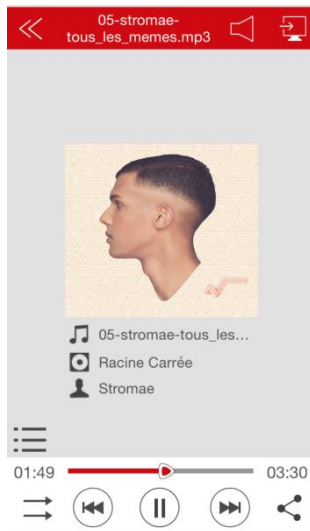 05-stromae-
tous_les_memes.mp3
05-stromae-tous_les...
Racine Carrée
Stromae
01:49
03:30